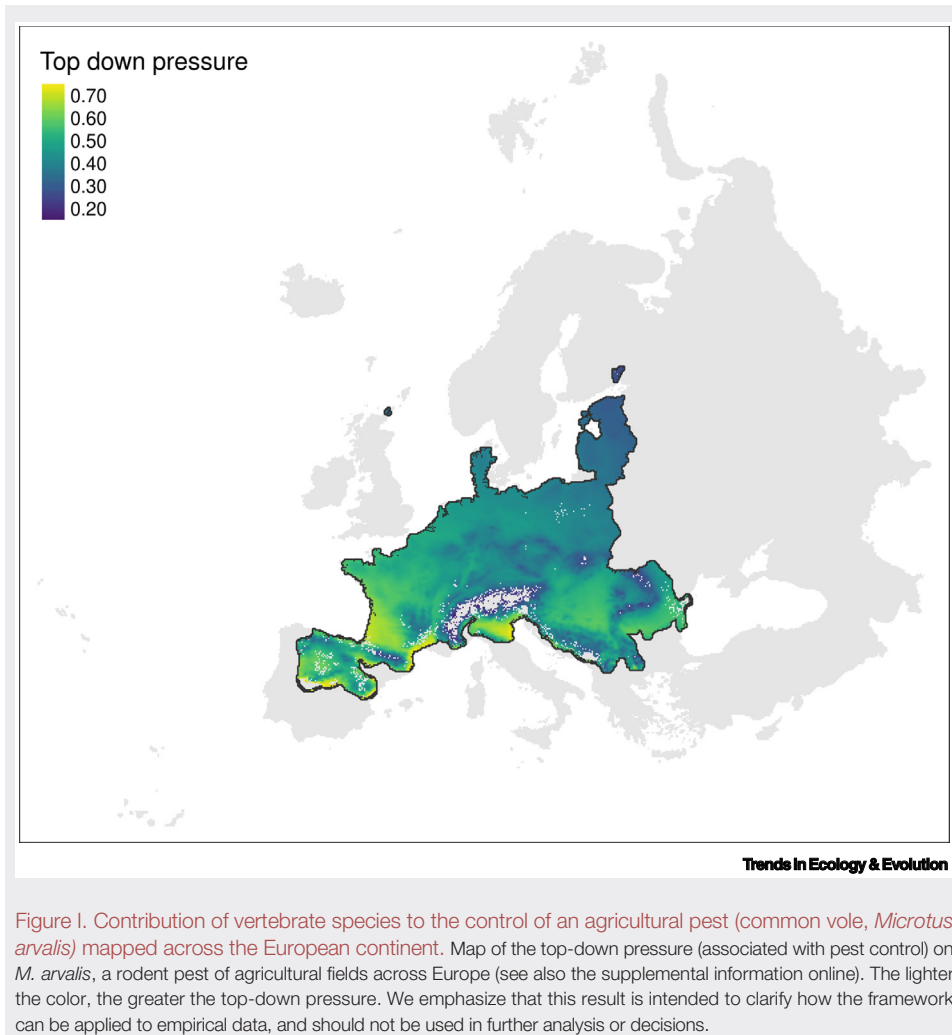 Top down pressure
0.70
0.60
0.50
0.40
0.30
0.20
Trends in Ecology & Evolution
Figure I. Contribution of vertebrate species to the control of an agricultural pest (common vole, Microtus
arvalis) mapped across the European continent. Map of the top-down pressure (associated with pest control) on
M. arvalis, a rodent pest of agricultural fields across Europe (see also the supplemental information online). The lighter
the color, the greater the top-down pressure. We emphasize that this result is intended to clarify how the framework
can be applied to empirical data, and should not be used in further analysis or decisions.